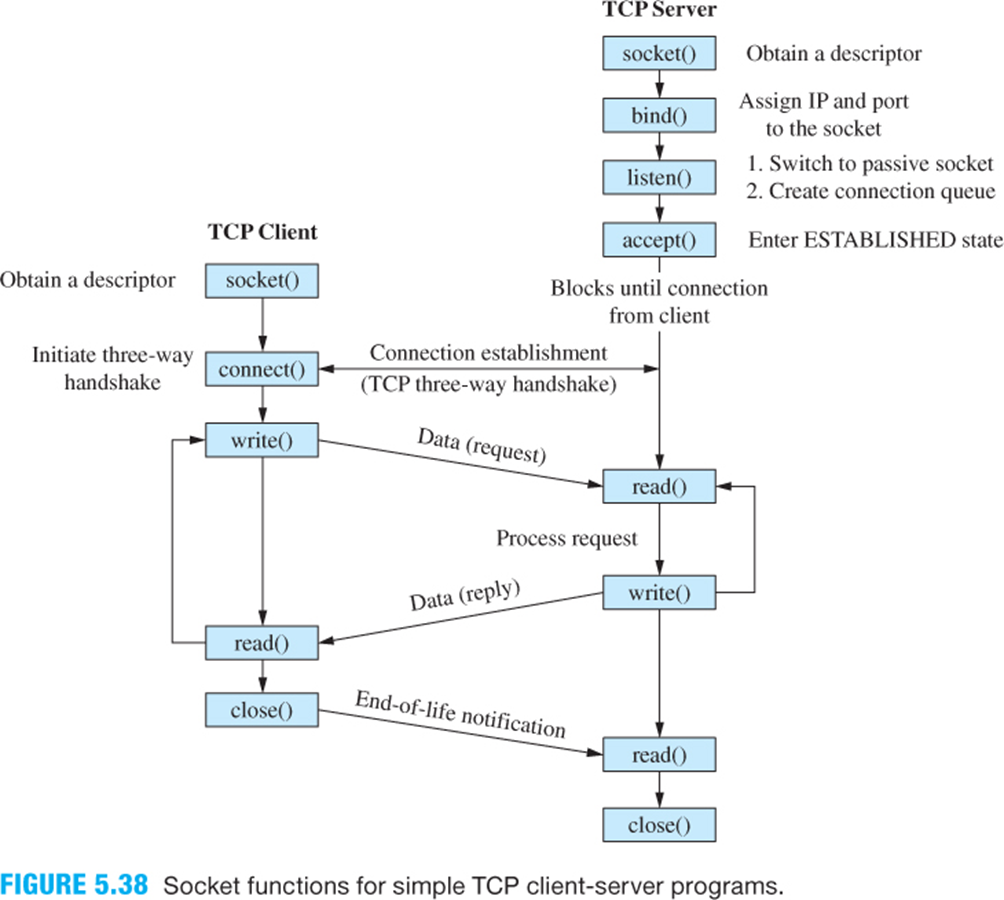 TCP Server
socket()
Obtain a descriptor
bind()
Assign IP and port
to the socket
listen()
1. Switch to passive socket
2. Create connection queue
accept()
Enter ESTABLISHED state
Blocks until connection
from client
TCP Client
Obtain a descriptor
socket()
Initiate three-way
handshake
connect()
Connection establishment
(TCP three-way handshake)
write()
Data (request)
read()
Process request
write()
Data (reply)
read()
close()
End-of-life notification
read()
close()
FIGURE 5.38 Socket functions for simple TCP client-server programs.